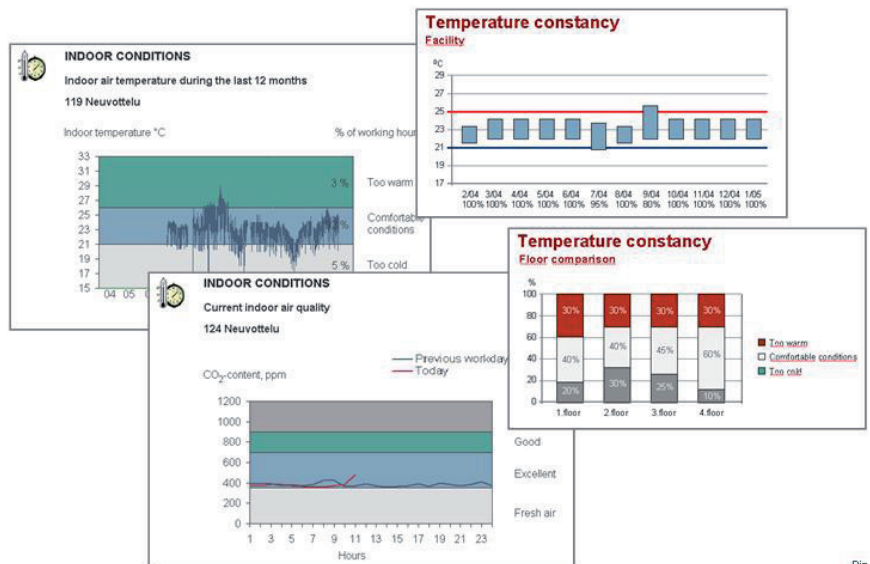 INDOOR CONDITIONS
Indoor air temperature during the last 12 months
119 Neuvottelu
Indoor temperature °C
% of working hour
33
31
29
27
25
23
21
19
17
15
3 %
Too warm
%
Comfortable
conditions
5 %
Too cold
04 05
Temperature constancy
Facility
ºC
29
27
25
23
21
19
17
2/04 3/04 4/04 5/04 6/04 7/04 8/04 9/04 10/04 11/04 12/04 1/05
100% 100% 100% 100% 100% 95% 100% 80% 100% 100% 100% 100%
INDOOR CONDITIONS
Current indoor air quality
124 Neuvottelu
Previous workday
Today
CO2-content, ppm
1200
1000
800
600
400
200
0
Good
Excellent
Fresh air
1 3 5 7 9 11 13 15 17 19 21 23
Hours
Temperature constancy
Floor comparison
%
100
80
60
40
20
0
30% 30% 30% 30%
40% 40% 45% 60%
20% 30% 25% 10%
1.floor 2.floor 3.floor 4.floor
Too warm
Comfortable conditions
Too cold